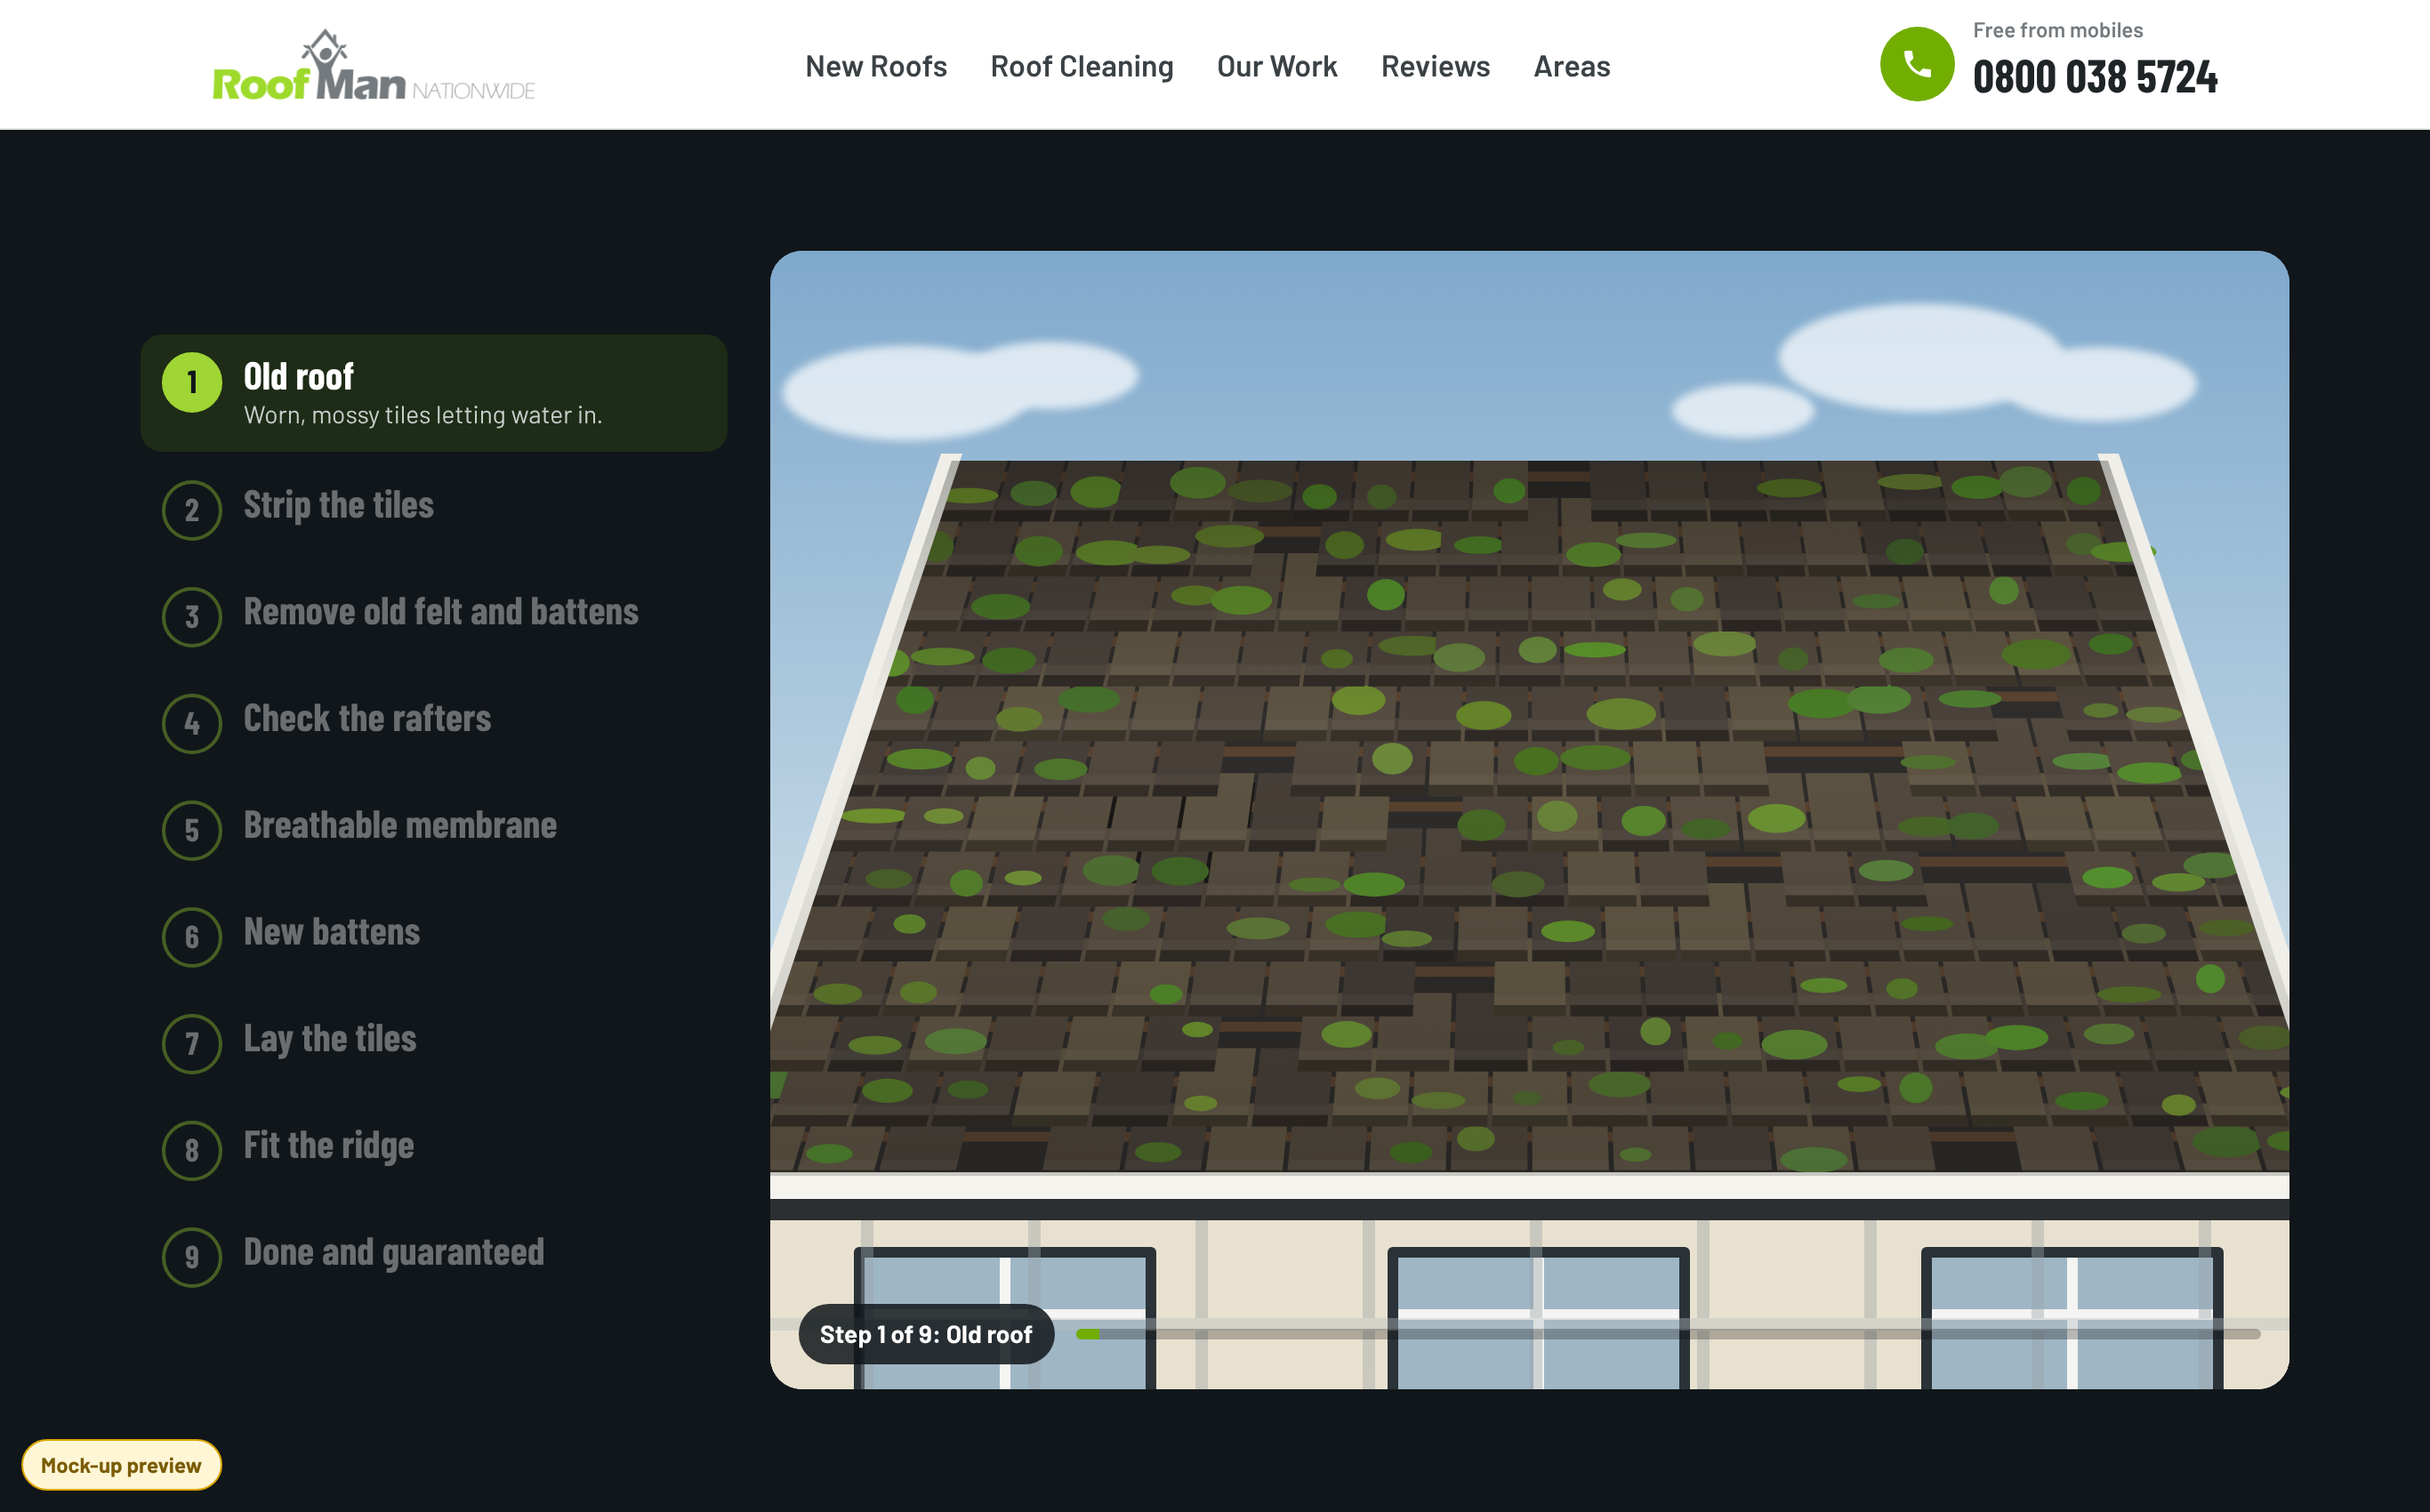 RoofMan NATIONWIDE
New Roofs
Roof Cleaning
Our Work
Reviews
Areas
Free from mobiles
0800 038 5724
1
Old roof
Worn, mossy tiles letting water in.
2
Strip the tiles
3
Remove old felt and battens
4
Check the rafters
5
Breathable membrane
6
New battens
7
Lay the tiles
8
Fit the ridge
9
Done and guaranteed
Step 1 of 9: Old roof
Mock-up preview